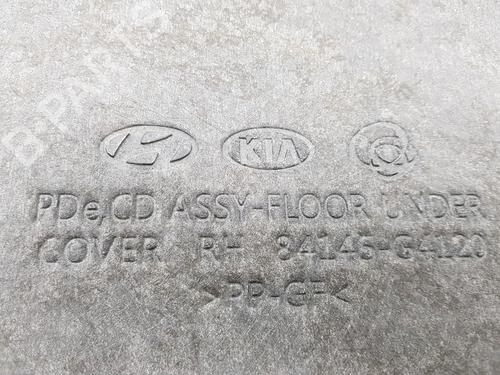 B-PARTS
KIA
PDe,CD ASSY-FLOOR UNDER
COVER RH 84145-G4120
>PP-GF<